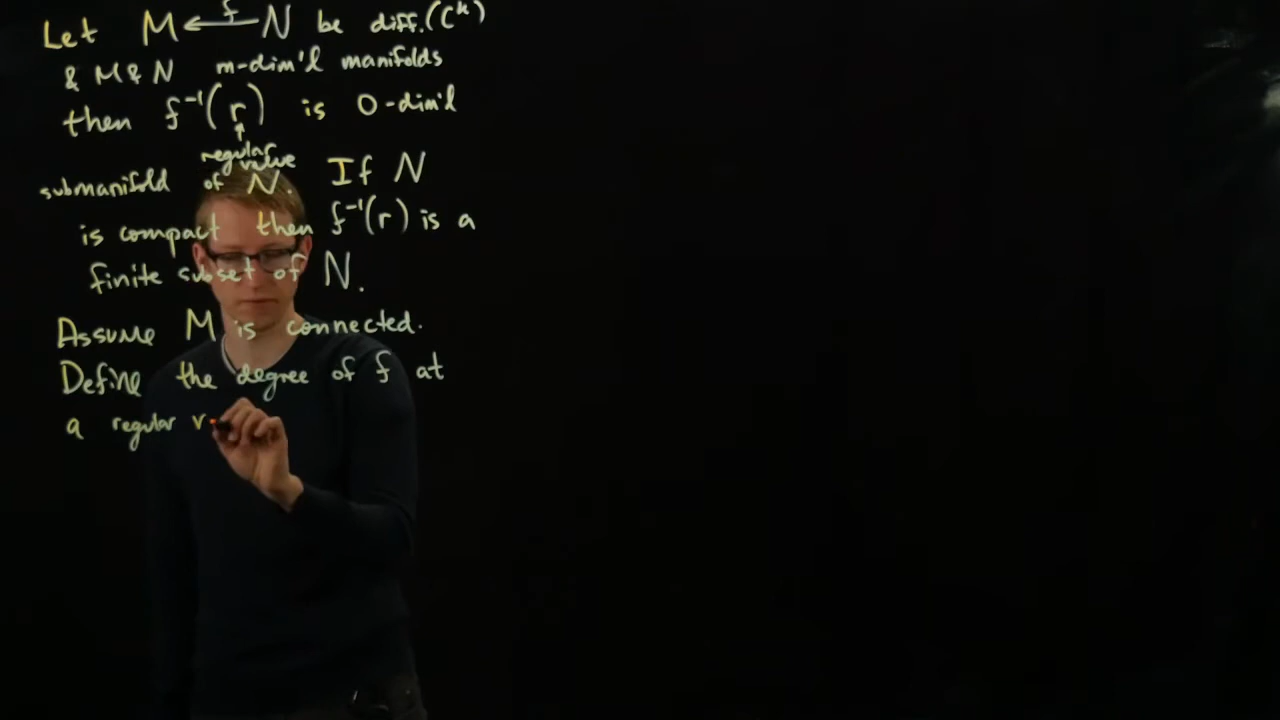 Let M ←f— N be diff. (Cᵏ)
& M & N m-dim'l manifolds
then f⁻¹(r) is 0-dim'l
↑
regular value
submanifold of N. If N
is compact then f⁻¹(r) is a
finite subset of N.
Assume M is connected.
Define the degree of f at
a regular v